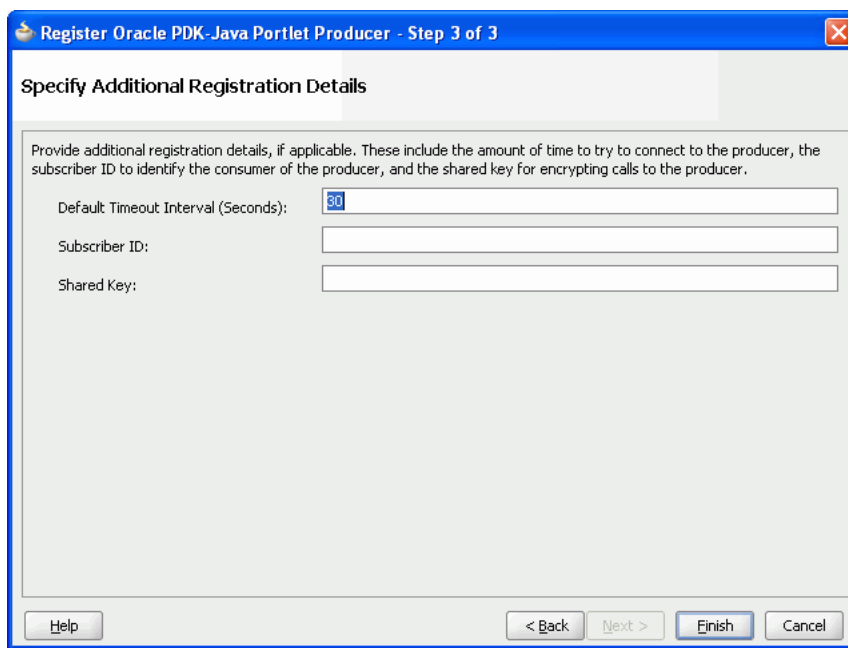 Register Oracle PDK-Java Portlet Producer - Step 3 of 3
Specify Additional Registration Details
Provide additional registration details, if applicable. These include the amount of time to try to connect to the producer, the
subscriber ID to identify the consumer of the producer, and the shared key for encrypting calls to the producer.
Default Timeout Interval (Seconds): 30
Subscriber ID:
Shared Key:
Help < Back Next > Finish Cancel